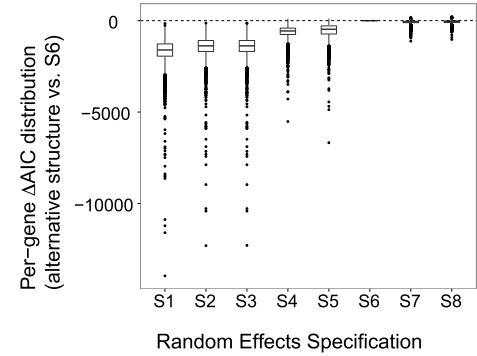 Per−gene ΔAIC distribution
(alternative structure vs. S6)
0
−5000
−10000
S1 S2 S3 S4 S5 S6 S7 S8
Random Effects Specification